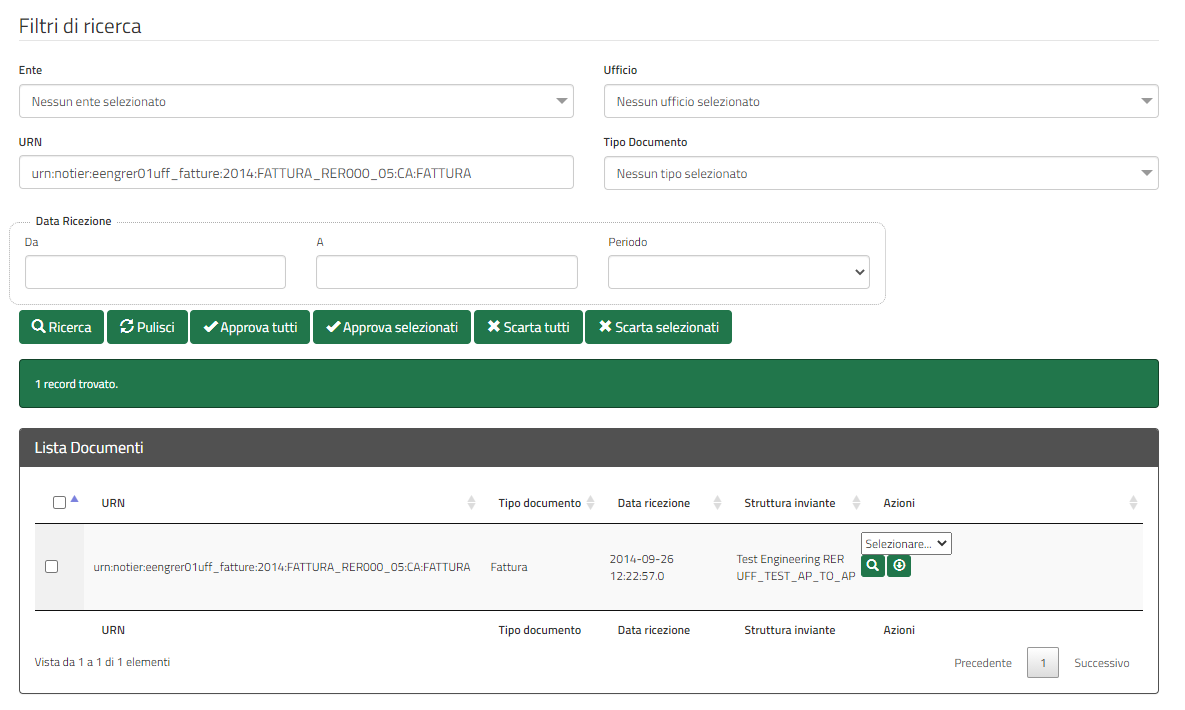 Filtri di ricerca
Ente
Ufficio
Nessun ente selezionato
Nessun ufficio selezionato
URN
Tipo Documento
urn:notier:eengrer01uff_fatture:2014:FATTURA_RER000_05:CA:FATTURA
Nessun tipo selezionato
Data Ricezione
Da
A
Periodo
Ricerca
Pulisci
Approva tutti
Approva selezionati
Scarta tutti
Scarta selezionati
1 record trovato.
Lista Documenti
URN
Tipo documento
Data ricezione
Struttura inviante
Azioni
urn:notier:eengrer01uff_fatture:2014:FATTURA_RER000_05:CA:FATTURA
Fattura
2014-09-26
12:22:57.0
Test Engineering RER
UFF_TEST_AP_TO_AP
Selezionare...
URN
Tipo documento
Data ricezione
Struttura inviante
Azioni
Vista da 1 a 1 di 1 elementi
Precedente
1
Successivo